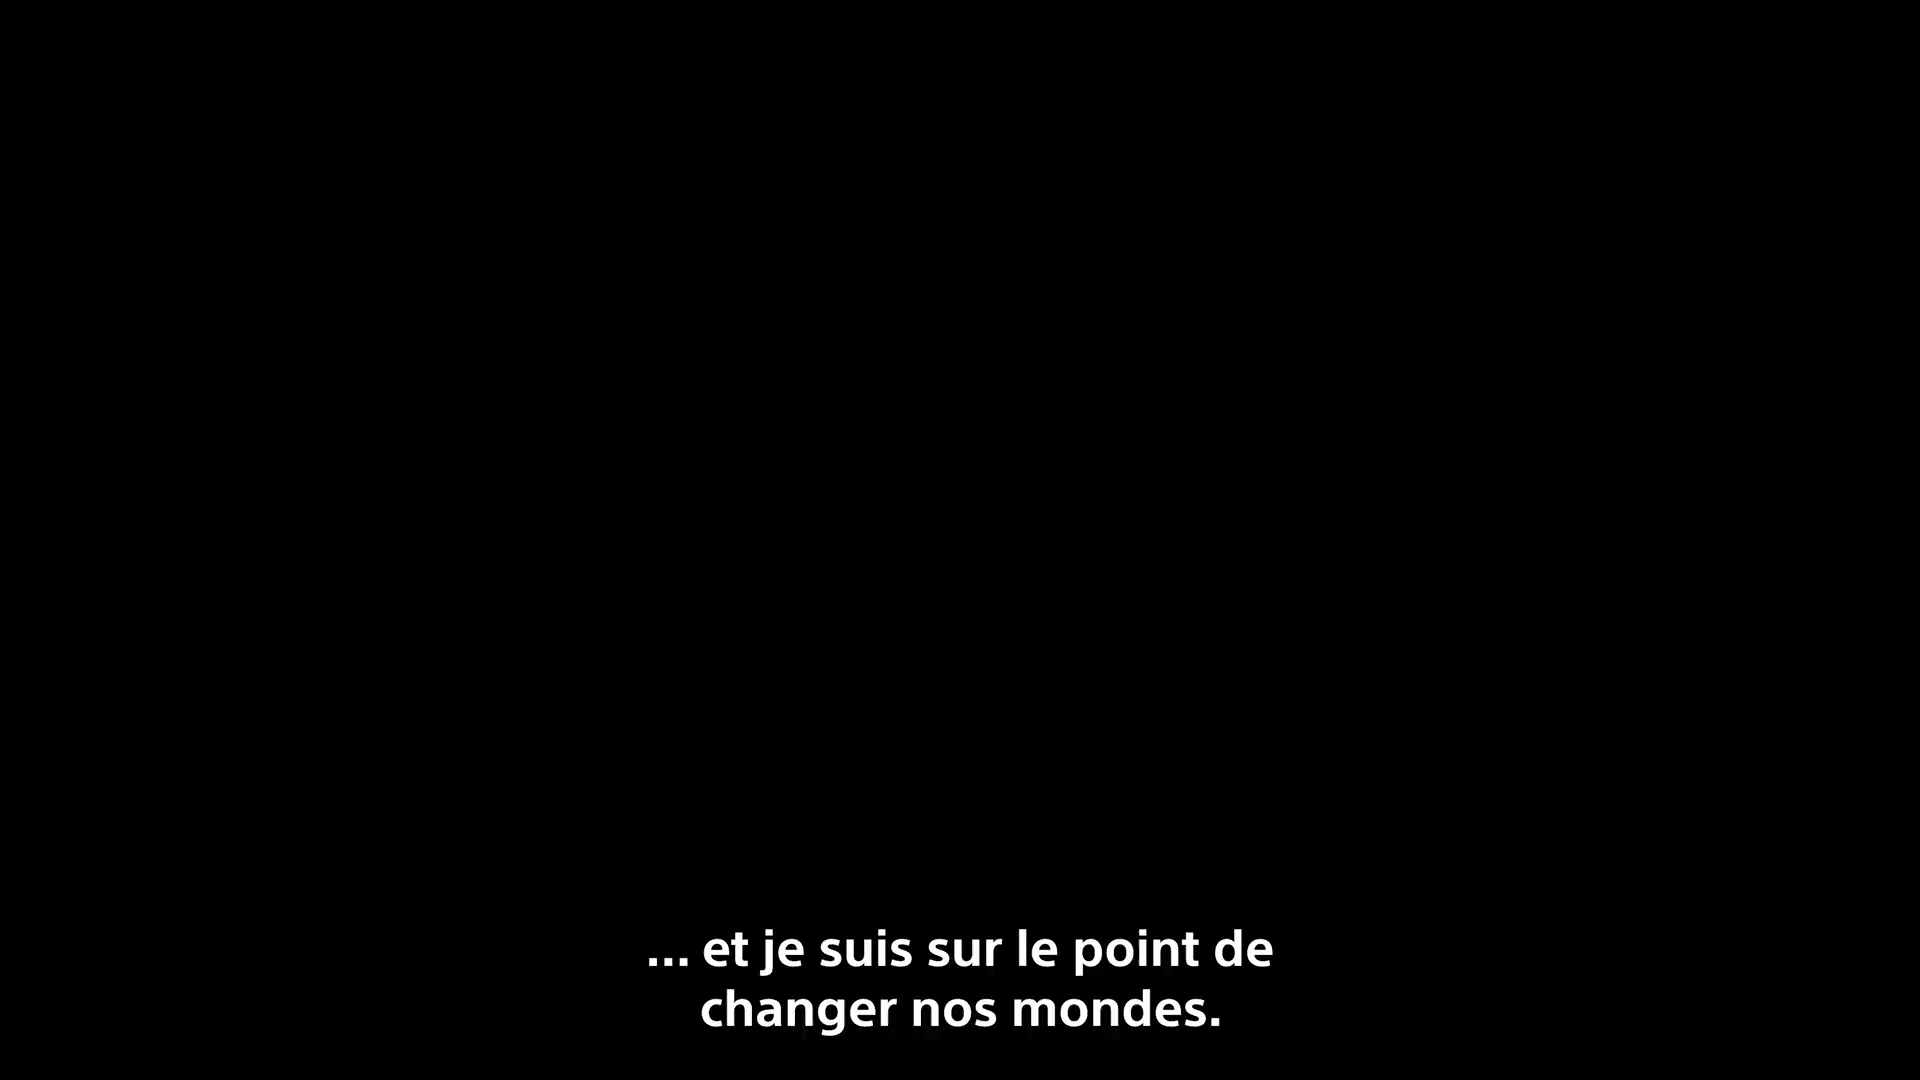 ... et je suis sur le point de
changer nos mondes.